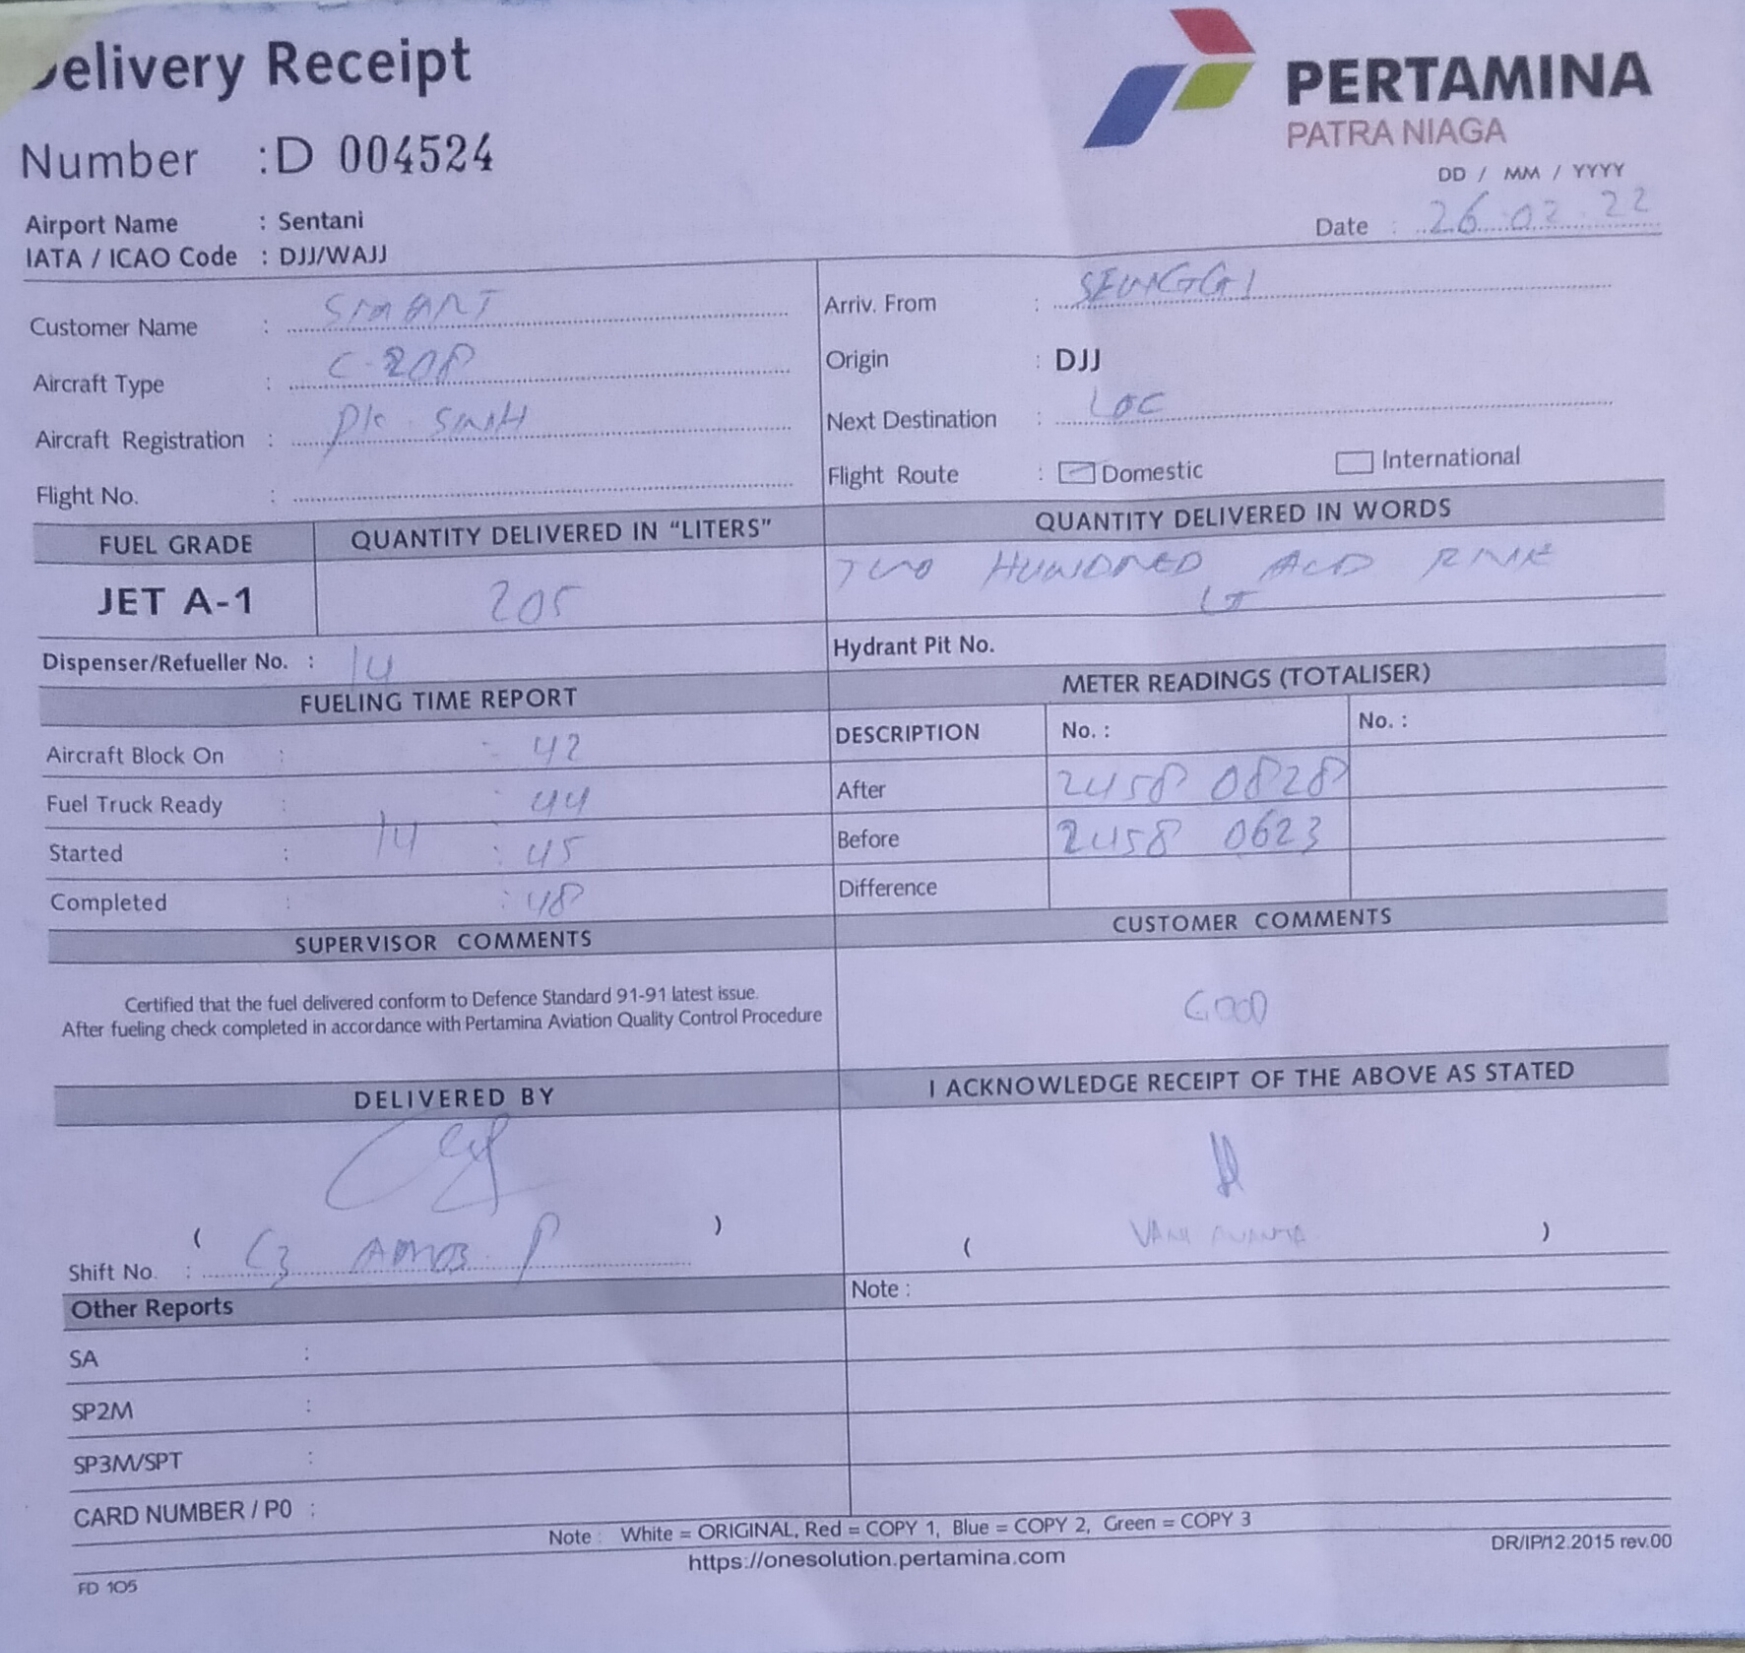 Delivery Receipt
PERTAMINA
PATRA NIAGA
Number : D 004524
DD / MM / YYYY
Date : 26.02.22
Airport Name : Sentani
IATA / ICAO Code : DJJ/WAJJ
Customer Name : SMART
Arriv. From : SENGGI
Aircraft Type : C-208
Origin : DJJ
Aircraft Registration : PK-SNH
Next Destination : LOC
Flight No. :
Flight Route : Domestic International
FUEL GRADE QUANTITY DELIVERED IN "LITERS" QUANTITY DELIVERED IN WORDS
JET A-1 205 TWO HUNDRED AND
LT
Dispenser/Refueller No. : 14
Hydrant Pit No.
FUELING TIME REPORT
METER READINGS (TOTALISER)
DESCRIPTION No. : No. :
Aircraft Block On : : 42
After 2458 0828
Fuel Truck Ready : : 44
Before 2458 0623
Started : 14 : 45
Difference
Completed : : 48
SUPERVISOR COMMENTS
CUSTOMER COMMENTS
Certified that the fuel delivered conform to Defence Standard 91-91 latest issue.
After fueling check completed in accordance with Pertamina Aviation Quality Control Procedure
GOOD
DELIVERED BY
I ACKNOWLEDGE RECEIPT OF THE ABOVE AS STATED
( )
( )
Shift No. : C3 AMOS P
Note :
Other Reports
SA :
SP2M :
SP3M/SPT :
CARD NUMBER / P0 :
Note : White = ORIGINAL, Red = COPY 1, Blue = COPY 2, Green = COPY 3
https://onesolution.pertamina.com
DR/IP/12.2015 rev.00
FD 105